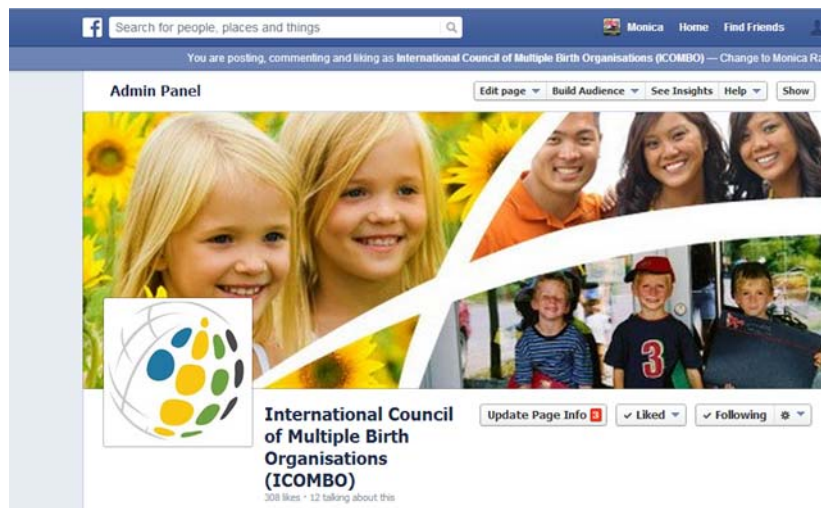 Search for people, places and things
Monica Home Find Friends
You are posting, commenting and liking as International Council of Multiple Birth Organisations (ICOMBO) — Change to Monica Ra
Admin Panel
Edit page Build Audience See Insights Help Show
3
International Council
of Multiple Birth
Organisations
(ICOMBO)
Update Page Info 3 Liked Following
308 likes · 12 talking about this